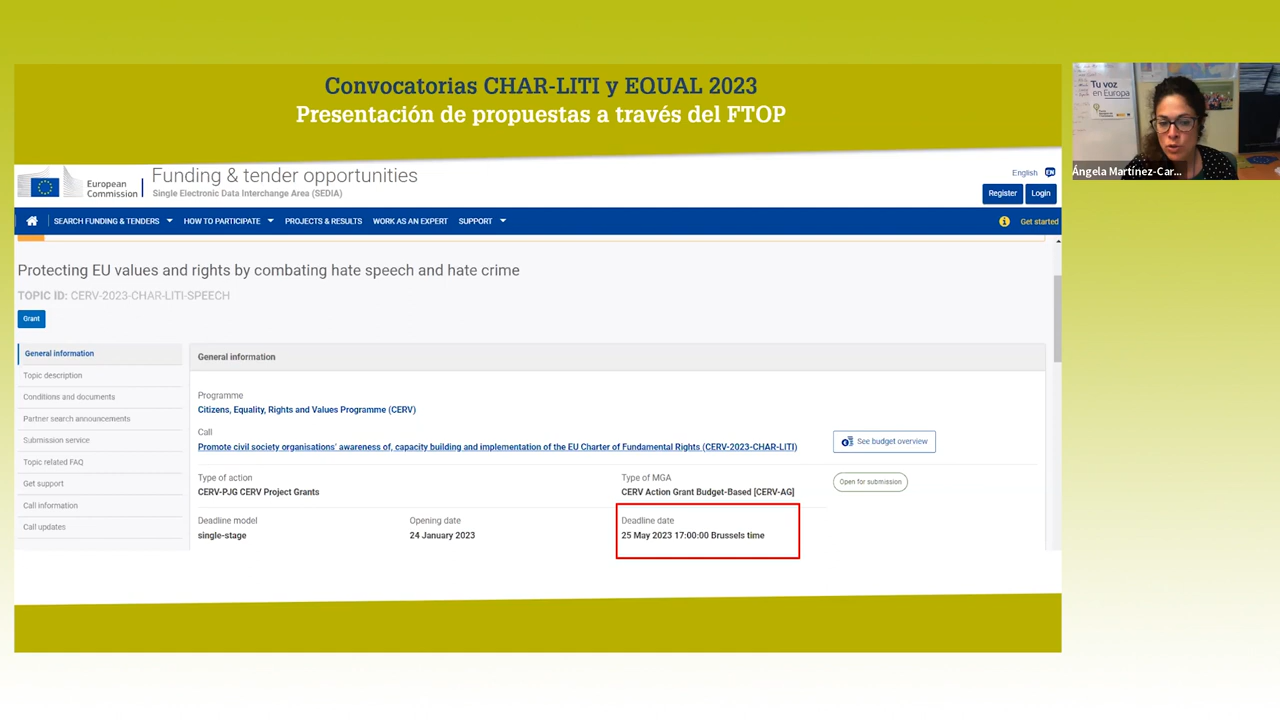 Convocatorias CHAR-LITI y EQUAL 2023
Presentación de propuestas a través del FTOP
European
Commission
Funding & tender opportunities
Single Electronic Data Interchange Area (SEDIA)
English EN
Register Login
SEARCH FUNDING & TENDERS HOW TO PARTICIPATE PROJECTS & RESULTS WORK AS AN EXPERT SUPPORT
Get started
Protecting EU values and rights by combating hate speech and hate crime
TOPIC ID: CERV-2023-CHAR-LITI-SPEECH
Grant
General information
Topic description
Conditions and documents
Partner search announcements
Submission service
Topic related FAQ
Get support
Call information
Call updates
General information
Programme
Citizens, Equality, Rights and Values Programme (CERV)
Call
Promote civil society organisations' awareness of, capacity building and implementation of the EU Charter of Fundamental Rights (CERV-2023-CHAR-LITI)
See budget overview
Type of action
CERV-PJG CERV Project Grants
Type of MGA
CERV Action Grant Budget-Based [CERV-AG]
Open for submission
Deadline model
single-stage
Opening date
24 January 2023
Deadline date
25 May 2023 17:00:00 Brussels time
Tu voz
en Europa
Ángela Martínez-Car...